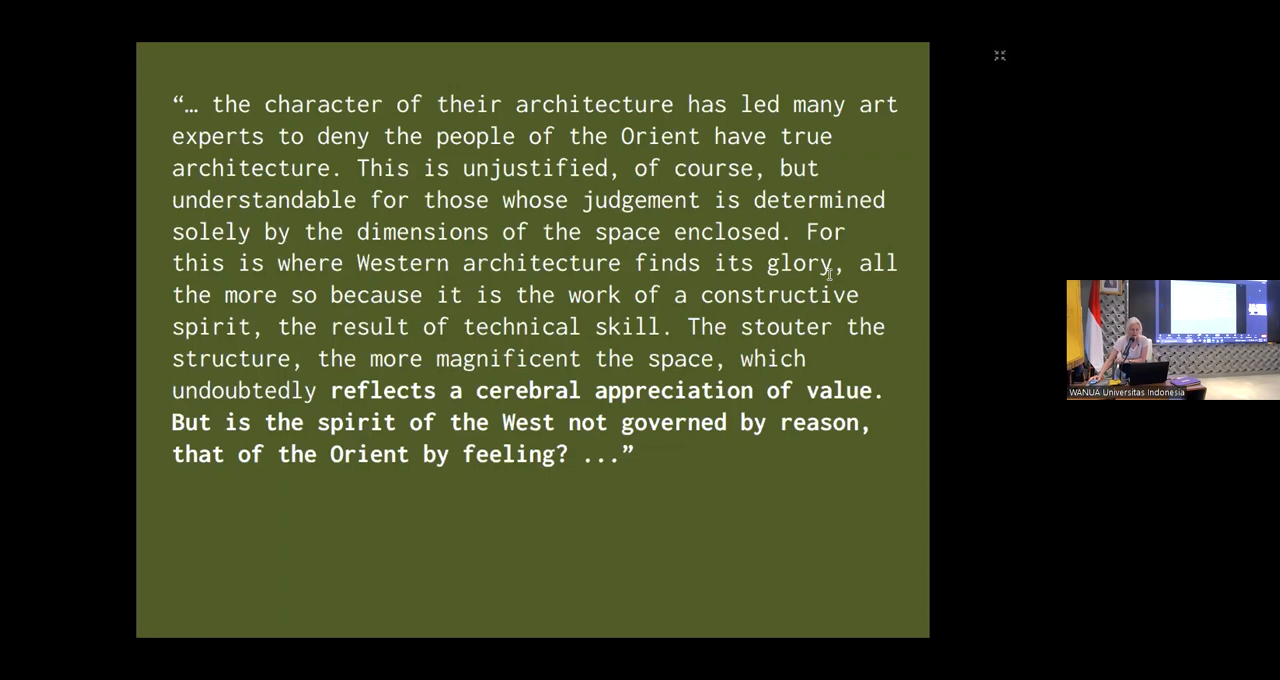 “… the character of their architecture has led many art
experts to deny the people of the Orient have true
architecture. This is unjustified, of course, but
understandable for those whose judgement is determined
solely by the dimensions of the space enclosed. For
this is where Western architecture finds its glory, all
the more so because it is the work of a constructive
spirit, the result of technical skill. The stouter the
structure, the more magnificent the space, which
undoubtedly reflects a cerebral appreciation of value.
But is the spirit of the West not governed by reason,
that of the Orient by feeling? ...”
WANUA Universitas Indonesia